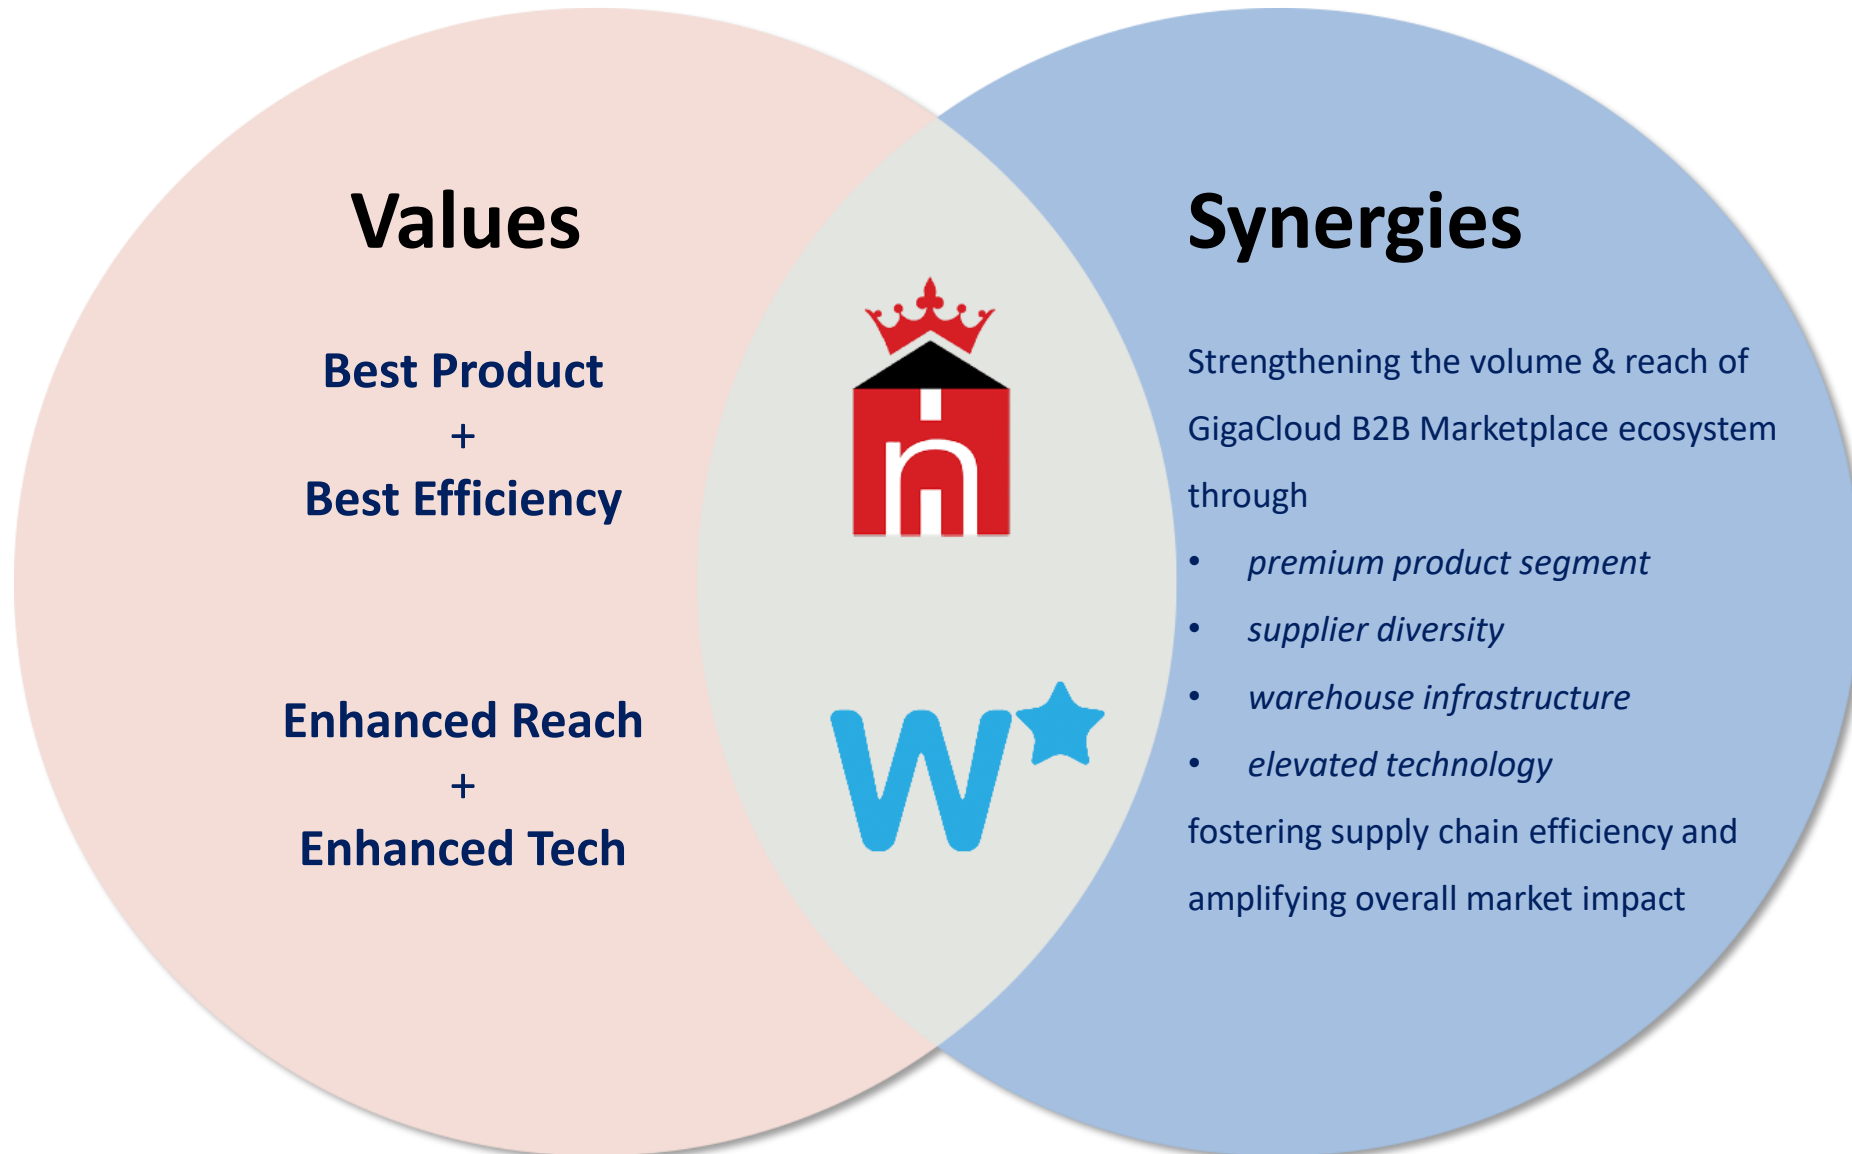 Values
Best Product
+
Best Efficiency
Enhanced Reach
+
Enhanced Tech
n
W
Synergies
Strengthening the volume & reach of
GigaCloud B2B Marketplace ecosystem
through
• premium product segment
• supplier diversity
• warehouse infrastructure
• elevated technology
fostering supply chain efficiency and
amplifying overall market impact